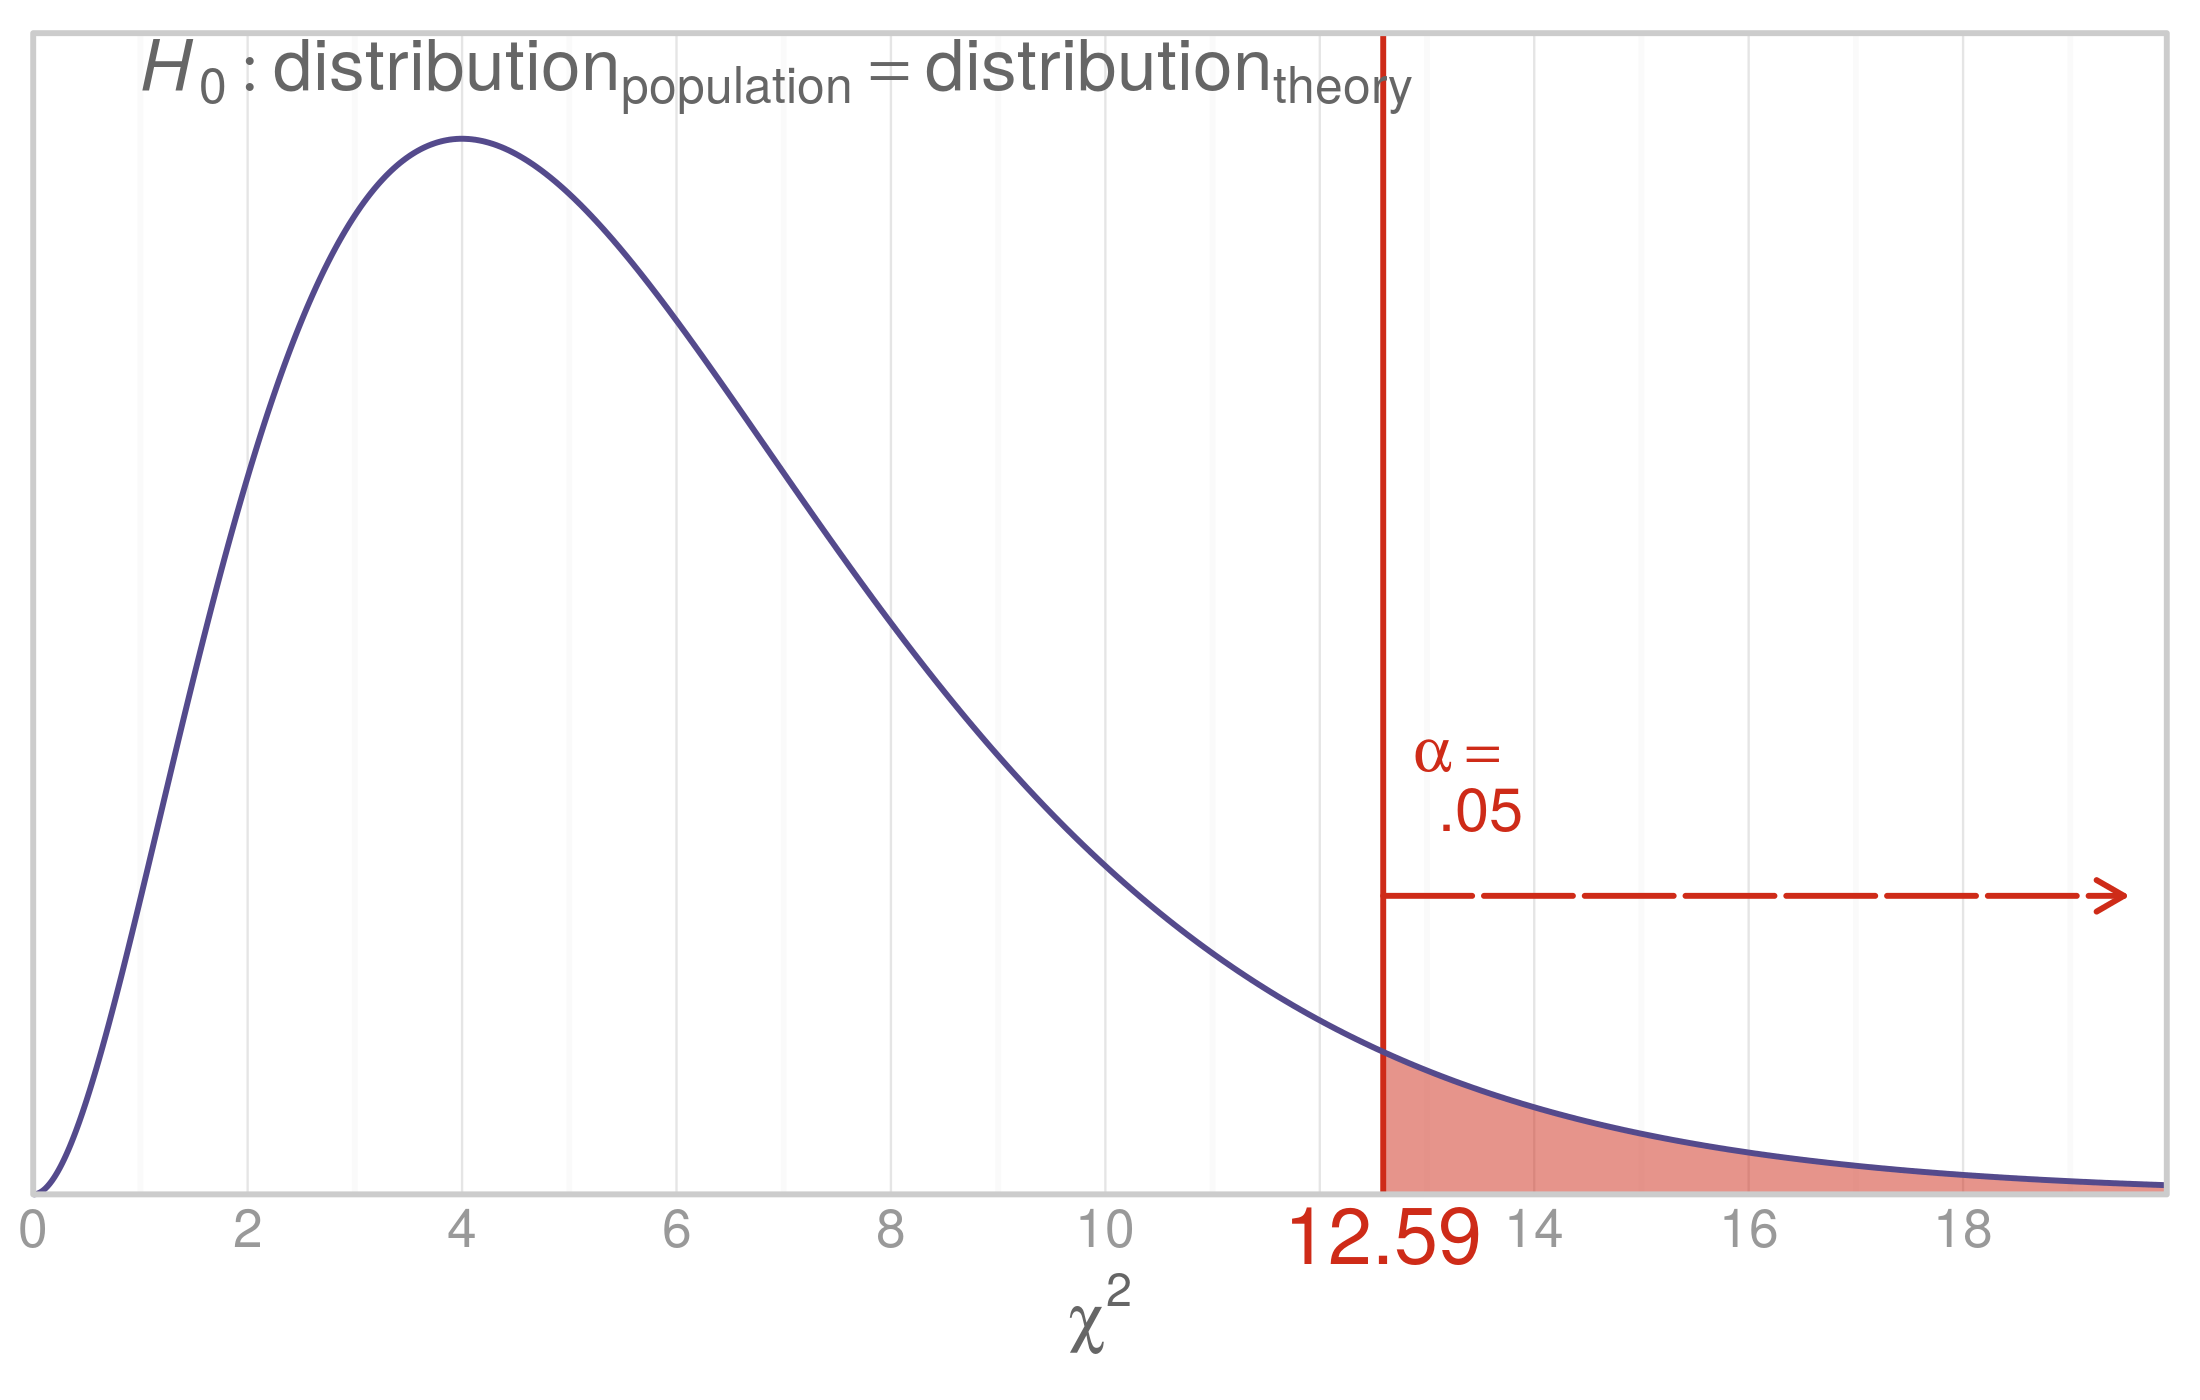 H0 : distributionpopulation = distributiontheory
α =
.05
0 2 4 6 8 10 12.59 14 16 18
χ2